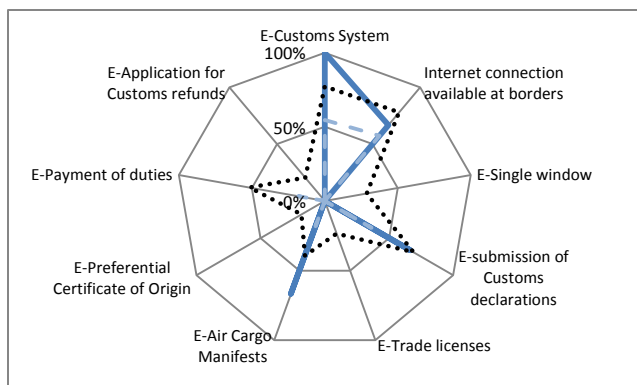 E-Customs System
100%
Internet connection
available at borders
E-Application for
Customs refunds
50%
E-Payment of duties
E-Single window
0%
E-Preferential
Certificate of Origin
E-submission of
Customs
declarations
E-Air Cargo
Manifests
E-Trade licenses